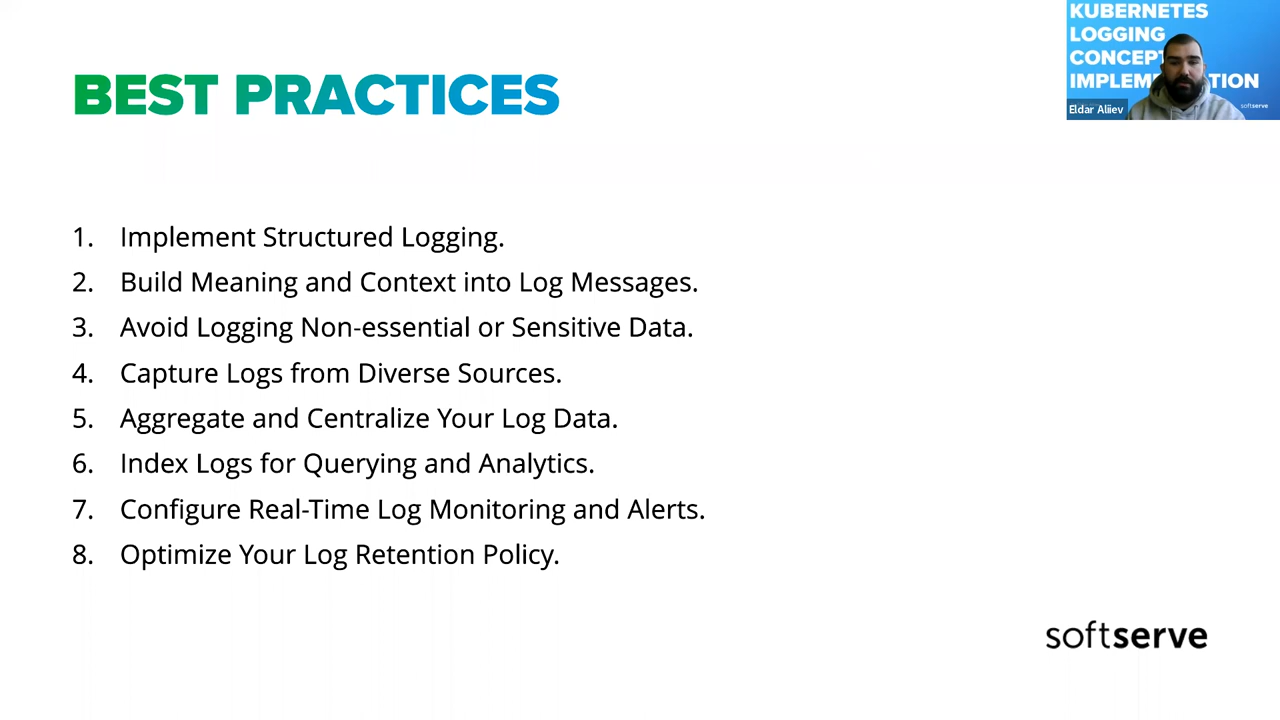 BEST PRACTICES
1. Implement Structured Logging.
2. Build Meaning and Context into Log Messages.
3. Avoid Logging Non-essential or Sensitive Data.
4. Capture Logs from Diverse Sources.
5. Aggregate and Centralize Your Log Data.
6. Index Logs for Querying and Analytics.
7. Configure Real-Time Log Monitoring and Alerts.
8. Optimize Your Log Retention Policy.
softserve
KUBERNETES
LOGGING
Eldar Aliiev
softserve